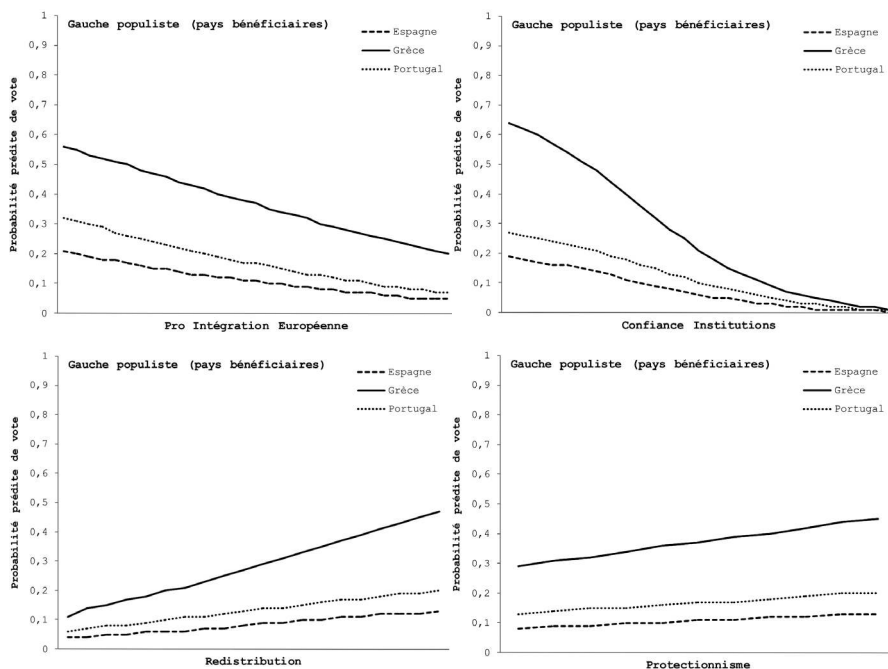 Gauche populiste (pays bénéficiaires)
Espagne
Grèce
Portugal
Probabilité prédite de vote
1
0,9
0,8
0,7
0,6
0,5
0,4
0,3
0,2
0,1
0
Pro Intégration Européenne
Gauche populiste (pays bénéficiaires)
Espagne
Grèce
Portugal
Probabilité prédite de vote
1
0,9
0,8
0,7
0,6
0,5
0,4
0,3
0,2
0,1
0
Confiance Institutions
Gauche populiste (pays bénéficiaires)
Espagne
Grèce
Portugal
Probabilité prédite de vote
1
0,9
0,8
0,7
0,6
0,5
0,4
0,3
0,2
0,1
0
Redistribution
Gauche populiste (pays bénéficiaires)
Espagne
Grèce
Portugal
Probabilité prédite de vote
1
0,9
0,8
0,7
0,6
0,5
0,4
0,3
0,2
0,1
0
Protectionnisme